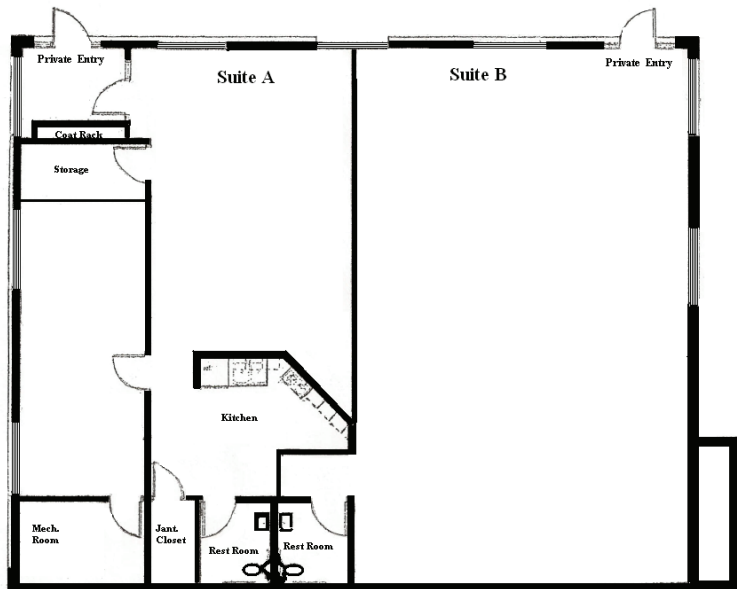 Private Entry
Suite A
Suite B
Private Entry
Coat Rack
Storage
Kitchen
Mech.
Room
Jant.
Closet
Rest Room
Rest Room